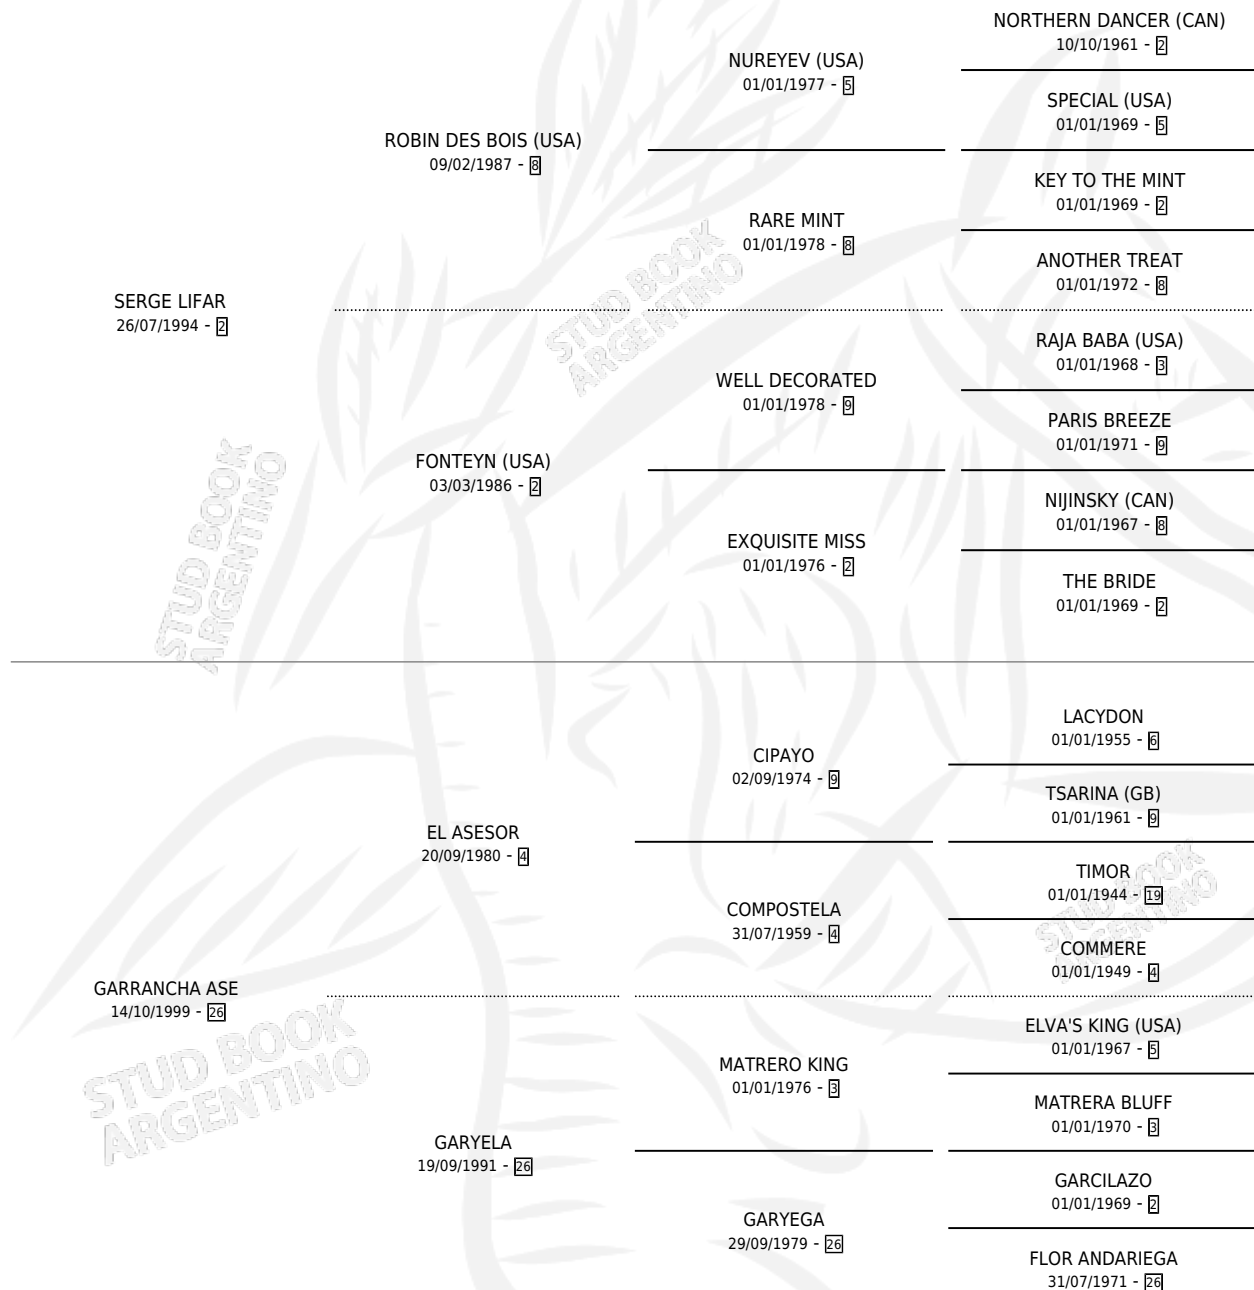 NORTHERN DANCER (CAN)
10/10/1961 - 2
NUREYEV (USA)
01/01/1977 - 5
SPECIAL (USA)
01/01/1969 - 5
ROBIN DES BOIS (USA)
09/02/1987 - 8
KEY TO THE MINT
01/01/1969 - 2
RARE MINT
01/01/1978 - 8
ANOTHER TREAT
01/01/1972 - 8
STUD BOOK
ARGENTINO
SERGE LIFAR
26/07/1994 - 2
RAJA BABA (USA)
01/01/1968 - 3
WELL DECORATED
01/01/1978 - 9
PARIS BREEZE
01/01/1971 - 9
FONTEYN (USA)
03/03/1986 - 2
NIJINSKY (CAN)
01/01/1967 - 8
EXQUISITE MISS
01/01/1976 - 2
THE BRIDE
01/01/1969 - 2
STUD BOOK
ARGENTINO
LACYDON
01/01/1955 - 6
CIPAYO
02/09/1974 - 9
TSARINA (GB)
01/01/1961 - 9
EL ASESOR
20/09/1980 - 4
TIMOR
01/01/1944 - 19
COMPOSTELA
31/07/1959 - 4
COMMERE
01/01/1949 - 4
STUD BOOK
ARGENTINO
GARRANCHA ASE
14/10/1999 - 26
ELVA'S KING (USA)
01/01/1967 - 5
MATRERO KING
01/01/1976 - 3
MATRERA BLUFF
01/01/1970 - 3
STUD BOOK
ARGENTINO
GARYELA
19/09/1991 - 26
GARCILAZO
01/01/1969 - 2
GARYEGA
29/09/1979 - 26
FLOR ANDARIEGA
31/07/1971 - 26